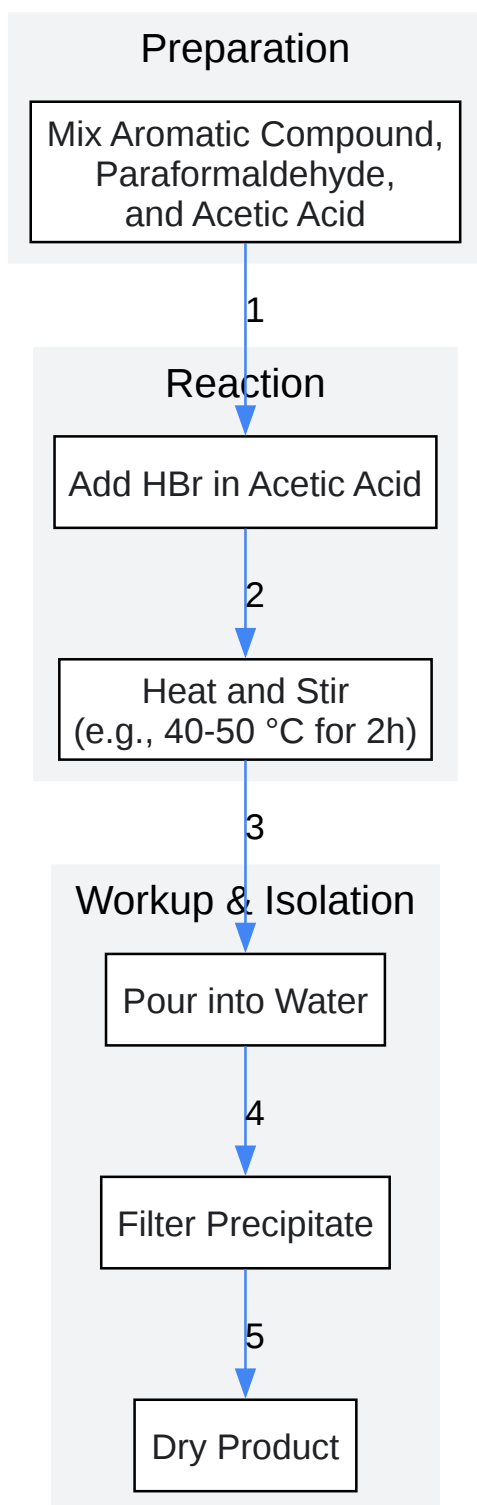 Preparation
Mix Aromatic Compound,
Paraformaldehyde,
and Acetic Acid
1
Reaction
Add HBr in Acetic Acid
2
Heat and Stir
(e.g., 40-50 °C for 2h)
3
Workup & Isolation
Pour into Water
4
Filter Precipitate
5
Dry Product